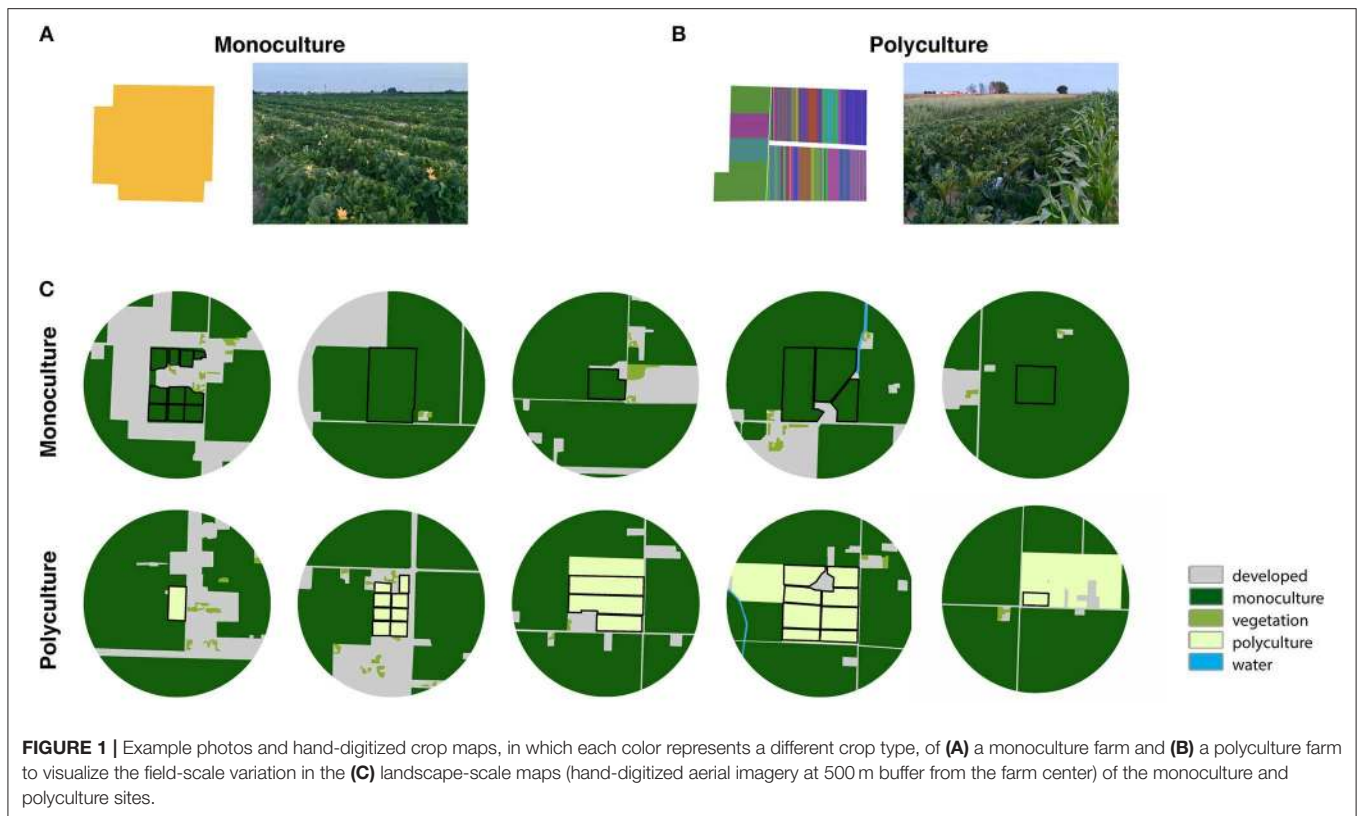 A
Monoculture
B
Polyculture
C
Monoculture
Polyculture
developed
monoculture
vegetation
polyculture
water
FIGURE 1 | Example photos and hand-digitized crop maps, in which each color represents a different crop type, of (A) a monoculture farm and (B) a polyculture farm
to visualize the field-scale variation in the (C) landscape-scale maps (hand-digitized aerial imagery at 500 m buffer from the farm center) of the monoculture and
polyculture sites.